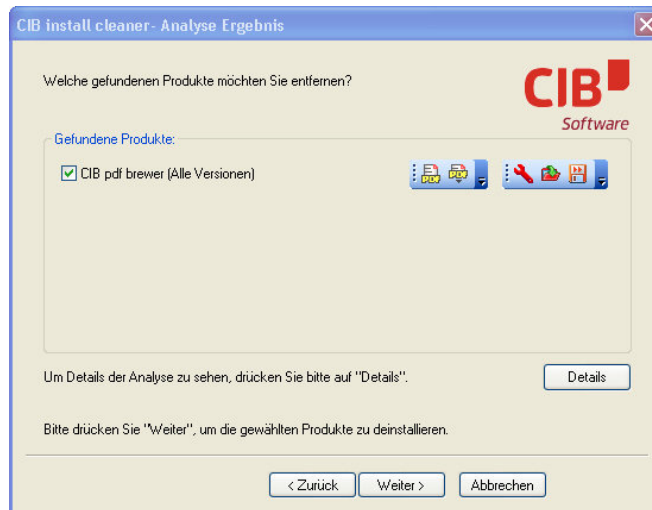 CIB install cleaner- Analyse Ergebnis
Welche gefundenen Produkte möchten Sie entfernen?
CIB
Software
Gefundene Produkte:
CIB pdf brewer (Alle Versionen)
Um Details der Analyse zu sehen, drücken Sie bitte auf "Details".
Details
Bitte drücken Sie "Weiter", um die gewählten Produkte zu deinstallieren.
< Zurück
Weiter >
Abbrechen